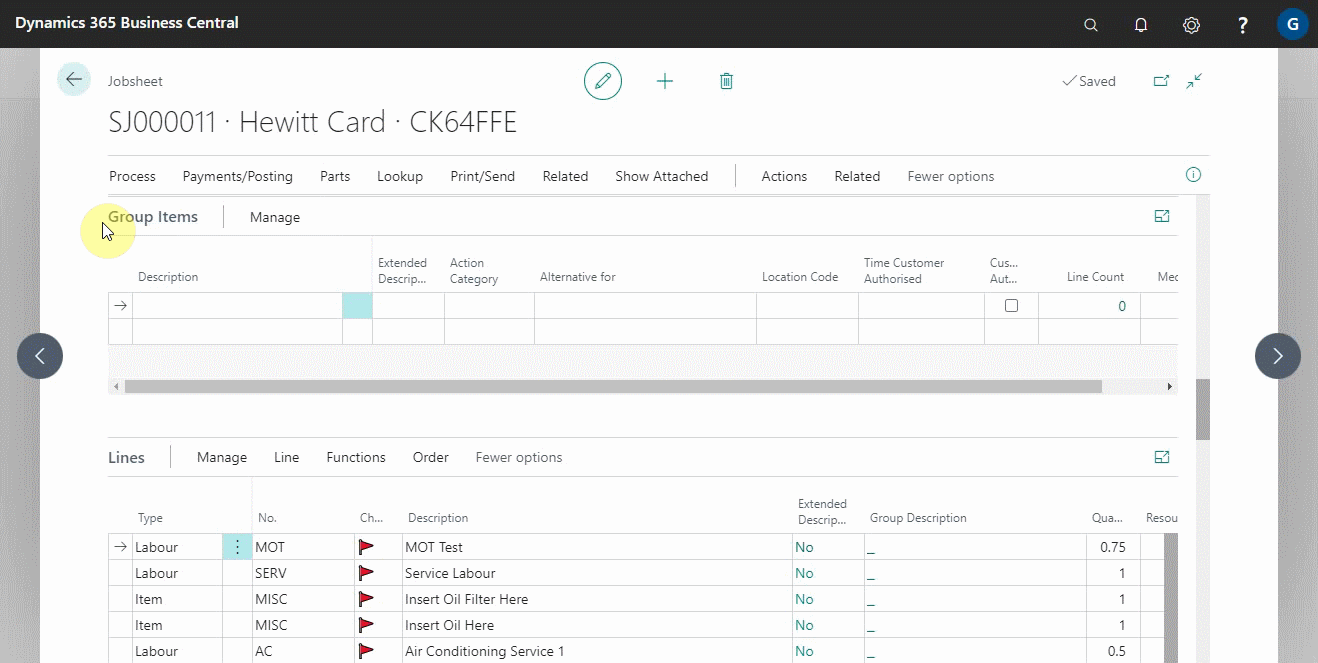 Dynamics 365 Business Central
?
G
Jobsheet
Saved
SJ000011 · Hewitt Card · CK64FFE
Process Payments/Posting Parts Lookup Print/Send Related Show Attached Actions Related Fewer options
Group Items Manage
Description Extended Descrip... Action Category Alternative for Location Code Time Customer Authorised Cus... Aut... Line Count Mec
0
Lines Manage Line Functions Order Fewer options
Type No. Ch... Description Extended Descrip... Group Description Qua... Resou
Labour MOT MOT Test No _ 0.75
Labour SERV Service Labour No _ 1
Item MISC Insert Oil Filter Here No _ 1
Item MISC Insert Oil Here No _ 1
Labour AC Air Conditioning Service 1 No _ 0.5